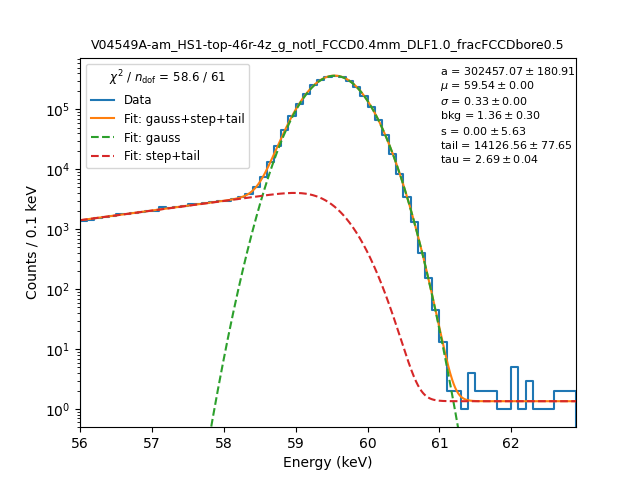 V04549A-am_HS1-top-46r-4z_g_notl_FCCD0.4mm_DLF1.0_fracFCCDbore0.5
χ² / n_dof = 58.6 / 61
Data
Fit: gauss+step+tail
Fit: gauss
Fit: step+tail
a = 302457.07 ± 180.91
μ = 59.54 ± 0.00
σ = 0.33 ± 0.00
bkg = 1.36 ± 0.30
s = 0.00 ± 5.63
tail = 14126.56 ± 77.65
tau = 2.69 ± 0.04
Counts / 0.1 keV
10⁵
10⁴
10³
10²
10¹
10⁰
56 57 58 59 60 61 62
Energy (keV)